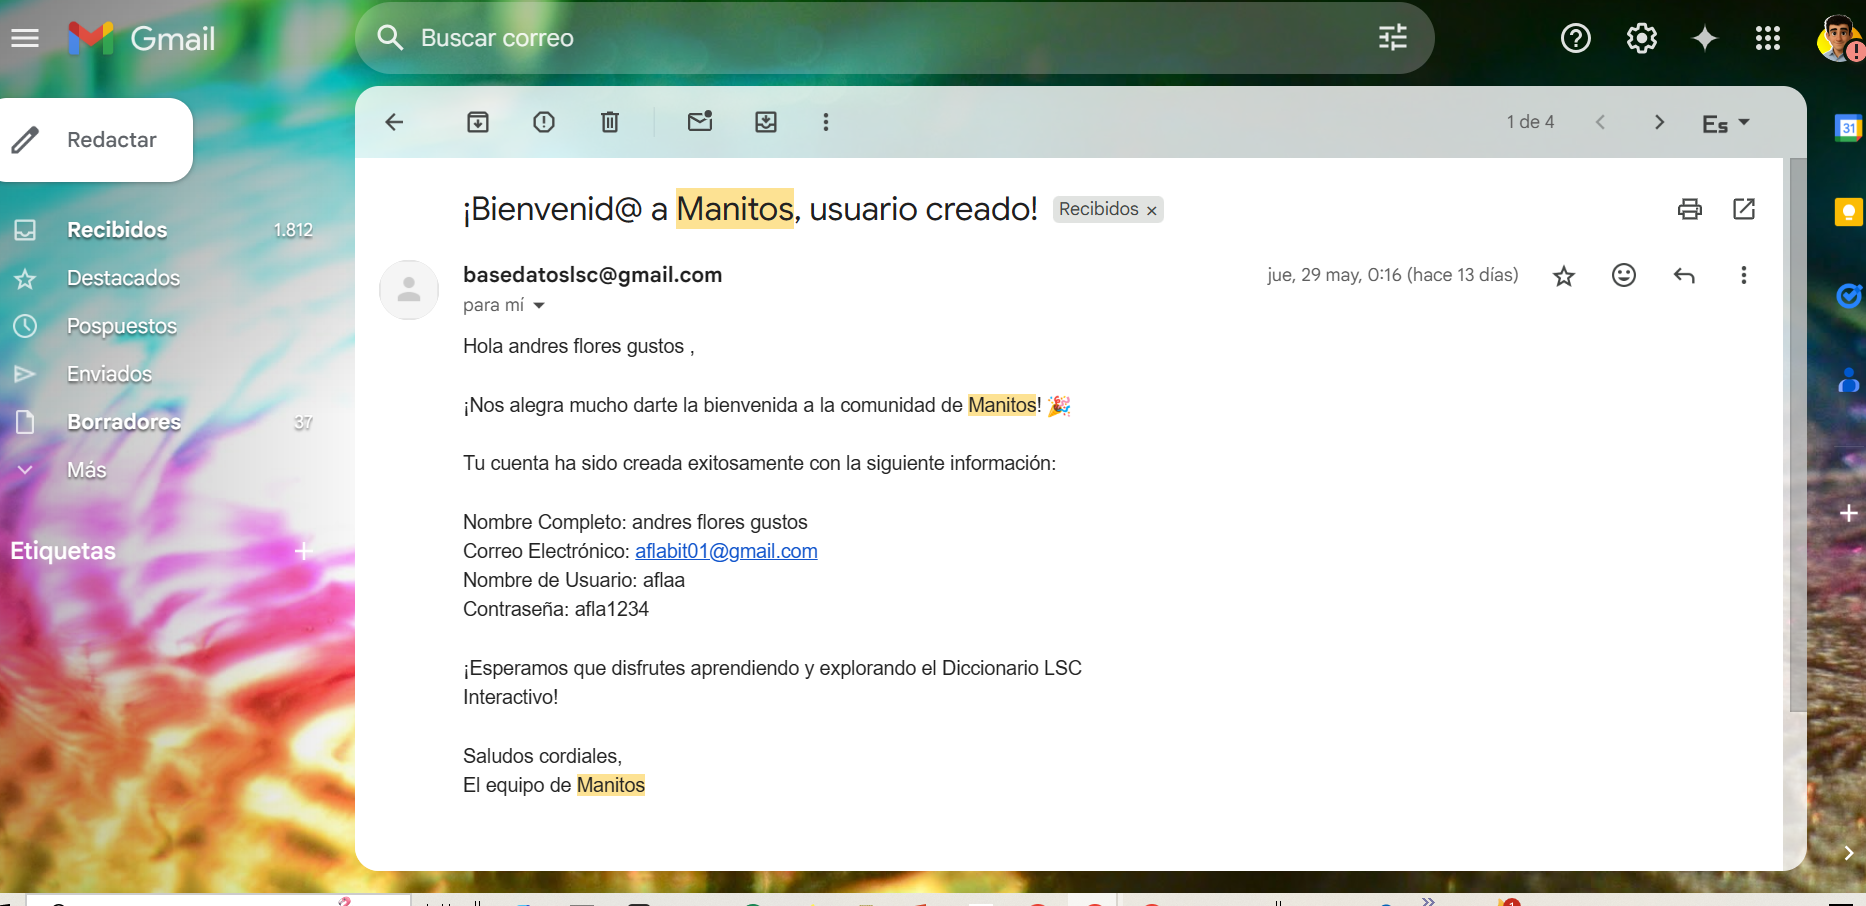 Gmail
Buscar correo
Redactar
Recibidos 1.812
Destacados
Pospuestos
Enviados
Borradores 37
Más
Etiquetas
1 de 4
Es
¡Bienvenid@ a Manitos, usuario creado!
Recibidos
basedatoslsc@gmail.com
jue, 29 may, 0:16 (hace 13 días)
para mí
Hola andres flores gustos ,
¡Nos alegra mucho darte la bienvenida a la comunidad de Manitos! 🎉
Tu cuenta ha sido creada exitosamente con la siguiente información:
Nombre Completo: andres flores gustos
Correo Electrónico: aflabit01@gmail.com
Nombre de Usuario: aflaa
Contraseña: afla1234
¡Esperamos que disfrutes aprendiendo y explorando el Diccionario LSC
Interactivo!
Saludos cordiales,
El equipo de Manitos
31